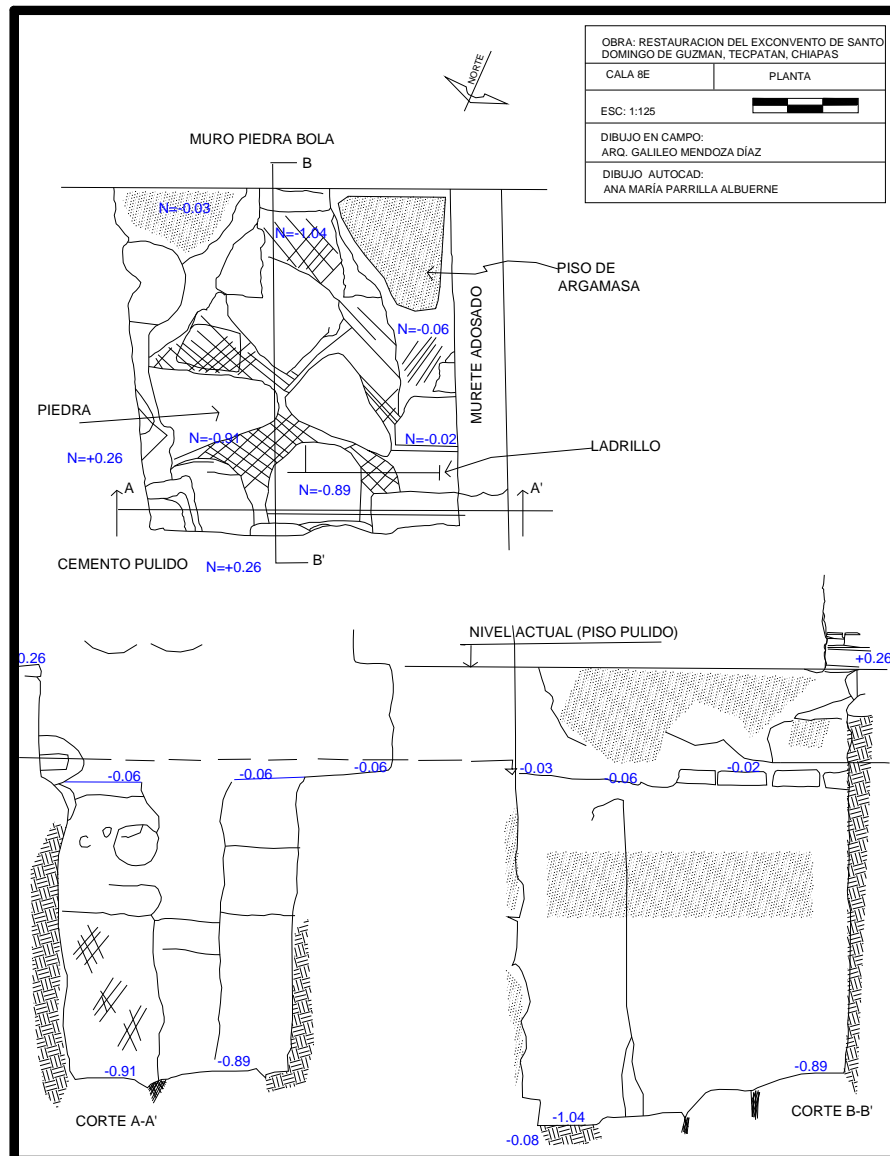 OBRA: RESTAURACION DEL EXCONVENTO DE SANTO
DOMINGO DE GUZMAN, TECPATAN, CHIAPAS
CALA 8E
PLANTA
ESC: 1:125
DIBUJO EN CAMPO:
ARQ. GALILEO MENDOZA DÍAZ
DIBUJO AUTOCAD:
ANA MARÍA PARRILLA ALBUERNE
NORTE
MURO PIEDRA BOLA
B
N=-0.03
N=-1.04
PISO DE
ARGAMASA
N=-0.06
MURETE ADOSADO
PIEDRA
N=-0.91
N=-0.02
LADRILLO
N=+0.26
N=-0.89
A
A'
B'
CEMENTO PULIDO
N=+0.26
NIVEL ACTUAL (PISO PULIDO)
0.26
+0.26
-0.06
-0.06
-0.06
-0.03
-0.06
-0.02
-0.91
-0.89
-0.89
-1.04
-0.08
CORTE A-A'
CORTE B-B'